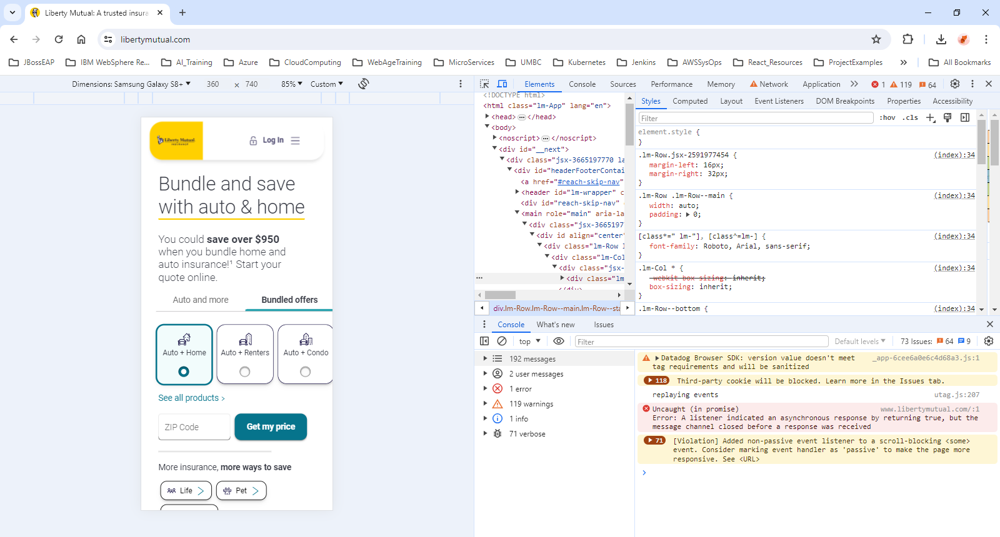 Liberty Mutual: A trusted insura
libertymutual.com
JBossEAP IBM WebSphere Re... AI_Training Azure CloudComputing WebAgeTraining MicroServices UMBC Kubernetes Jenkins AWSSysOps React_Resources ProjectExamples » All Bookmarks
Dimensions: Samsung Galaxy S8+ 360 × 740 85% Custom
Liberty Mutual
INSURANCE
Log In
Bundle and save
with auto & home
You could save over $950
when you bundle home and
auto insurance!¹ Start your
quote online.
Auto and more Bundled offers
Auto + Home Auto + Renters Auto + Condo
See all products >
ZIP Code Get my price
More insurance, more ways to save
Life Pet
Elements Console Sources Performance Memory Network Application » 1 119 64
<!DOCTYPE html>
<html class="lm-App" lang="en">
<head> ••• </head>
<body>
<noscript> ••• </noscript>
<div id="__next">
<div class="jsx-3665197770 la
<div id="headerFooterContai
<a href="#reach-skip-nav"
<header id="lm-wrapper" c
<div id="reach-skip-nav"
<main role="main" aria-la
<div class="jsx-3665197
<div id align="center"
<div class="lm-Row l
<div class="lm-Col
<div class="jsx-
••• <div class="lm
</div>
div.lm-Row.lm-Row--main.lm-Row--sta
Styles Computed Layout Event Listeners DOM Breakpoints Properties Accessibility
Filter :hov .cls
element.style {
}
.lm-Row.jsx-2591977454 { (index):34
margin-left: 16px;
margin-right: 32px;
}
.lm-Row .lm-Row--main { (index):34
width: auto;
padding: 0;
}
[class*=" lm-"], [class^=lm-] { (index):34
font-family: Roboto, Arial, sans-serif;
}
.lm-Col * { (index):34
-webkit-box-sizing: inherit;
box-sizing: inherit;
}
.lm-Row--bottom { (index):34
Console What's new Issues
top Filter Default levels 73 Issues: 64 9
192 messages
2 user messages
1 error
119 warnings
1 info
71 verbose
Datadog Browser SDK: version value doesn't meet _app-6cee6a0e6c4d68a3.js:1
tag requirements and will be sanitized
118 Third-party cookie will be blocked. Learn more in the Issues tab.
replaying events utag.js:207
Uncaught (in promise) www.libertymutual.com/:1
Error: A listener indicated an asynchronous response by returning true, but the
message channel closed before a response was received
71 [Violation] Added non-passive event listener to a scroll-blocking <some>
event. Consider marking event handler as 'passive' to make the page more
responsive. See <URL>